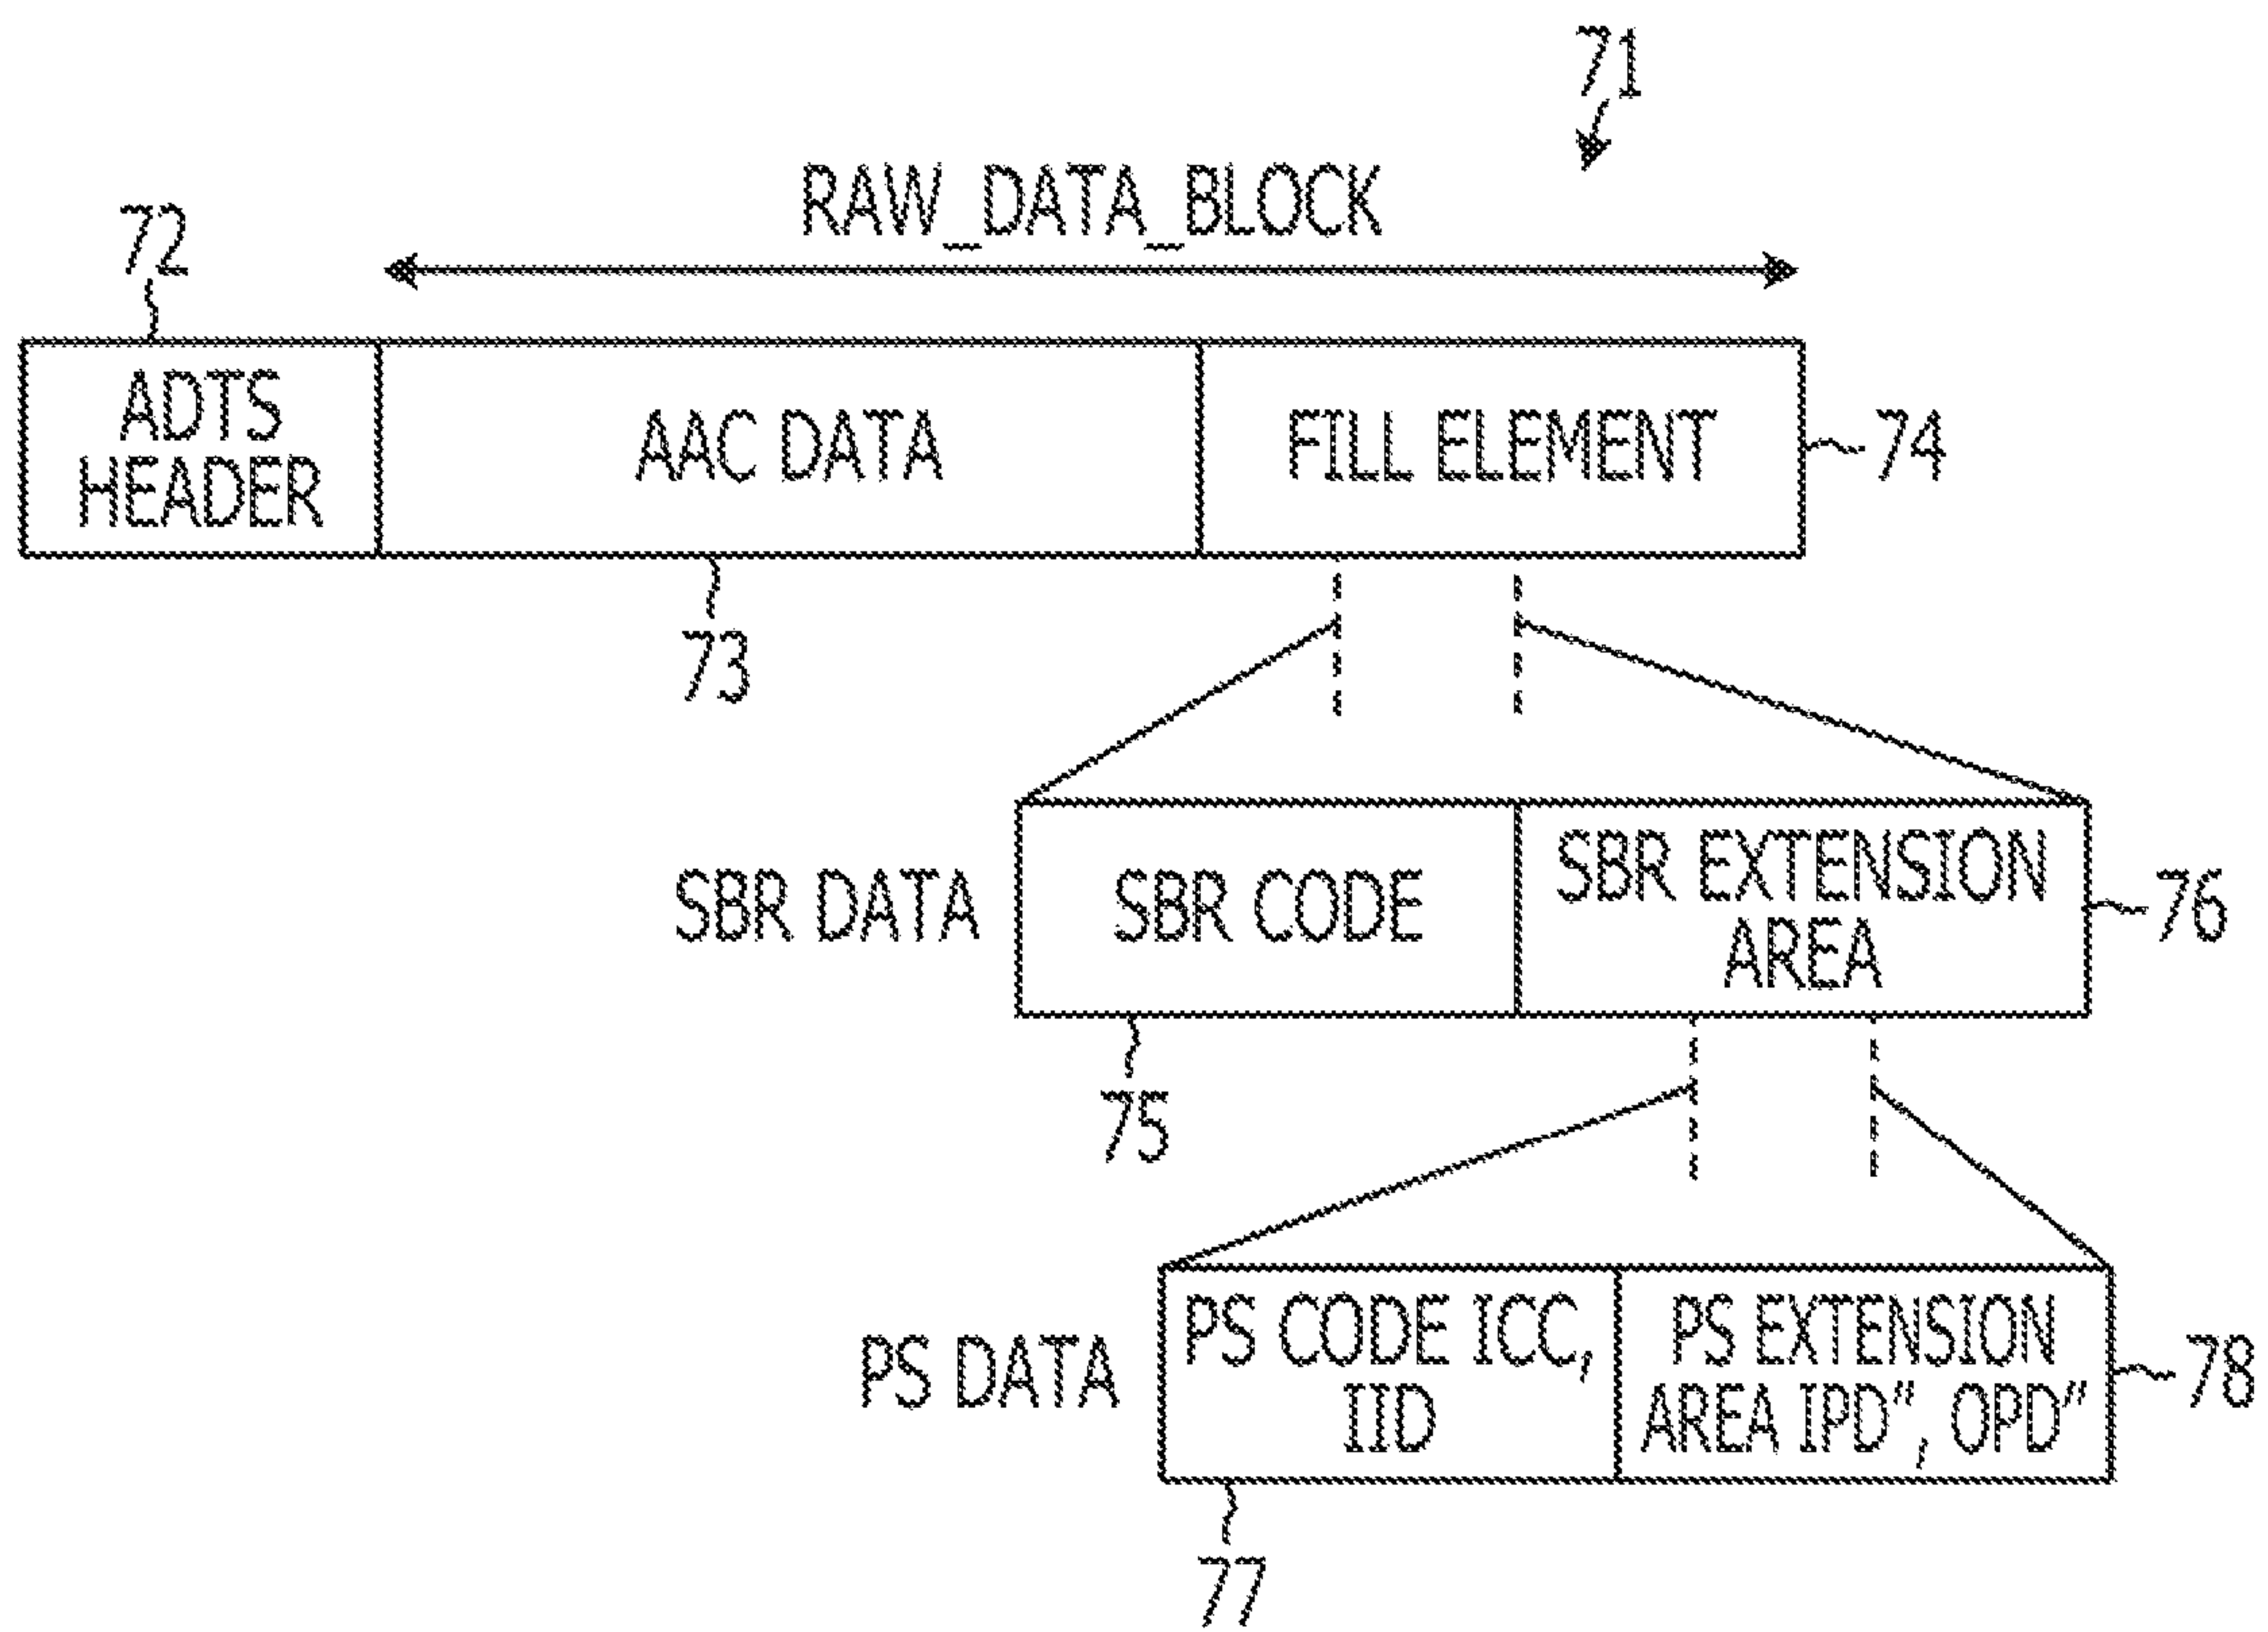 71
RAW_DATA_BLOCK
72
ADTS
HEADER
AAC DATA
FILL ELEMENT
74
73
SBR DATA
SBR CODE
SBR EXTENSION
AREA
76
75
PS DATA
PS CODE ICC,
IID
PS EXTENSION
AREA IPD", OPD"
78
77